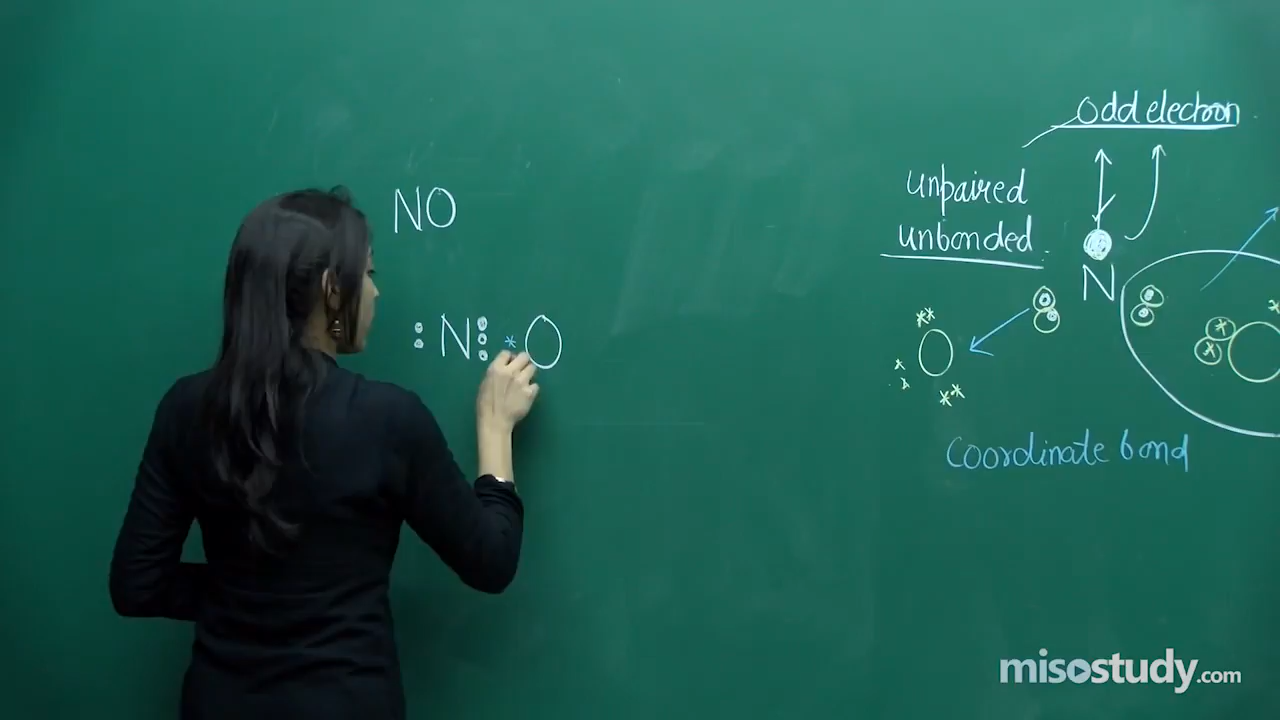 NO
:N⋮ *O
Odd electron
unpaired
unbonded
N
O
Coordinate bond
misostudy.com